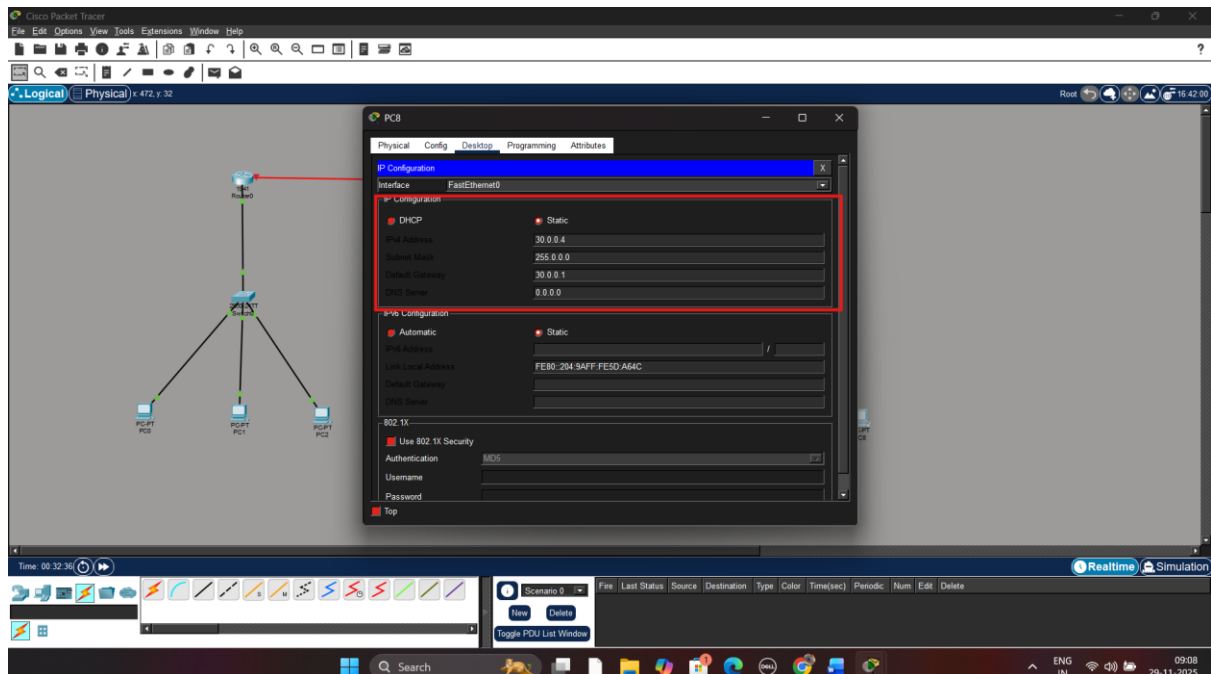 Cisco Packet Tracer
File Edit Options View Tools Extensions Window Help
?
Logical Physical x: 472, y: 32 Root 16:42:00
PC8
Physical Config Desktop Programming Attributes
IP Configuration X
Interface FastEthernet0
IP Configuration
DHCP Static
IPv4 Address 30.0.0.4
Subnet Mask 255.0.0.0
Default Gateway 30.0.0.1
DNS Server 0.0.0.0
IPv6 Configuration
Automatic Static
IPv6 Address /
Link Local Address FE80::204:9AFF:FE5D:A64C
Default Gateway
DNS Server
802.1X
Use 802.1X Security
Authentication MD5
Username
Password
Top
1841
Router0
PC-PT
PC0
PC-PT
PC1
PC-PT
PC2
Time: 00:32:36 Realtime Simulation
Scenario 0
New Delete
Toggle PDU List Window
Fire Last Status Source Destination Type Color Time(sec) Periodic Num Edit Delete
Search
DELL
ENG
IN
09:08
29-11-2025